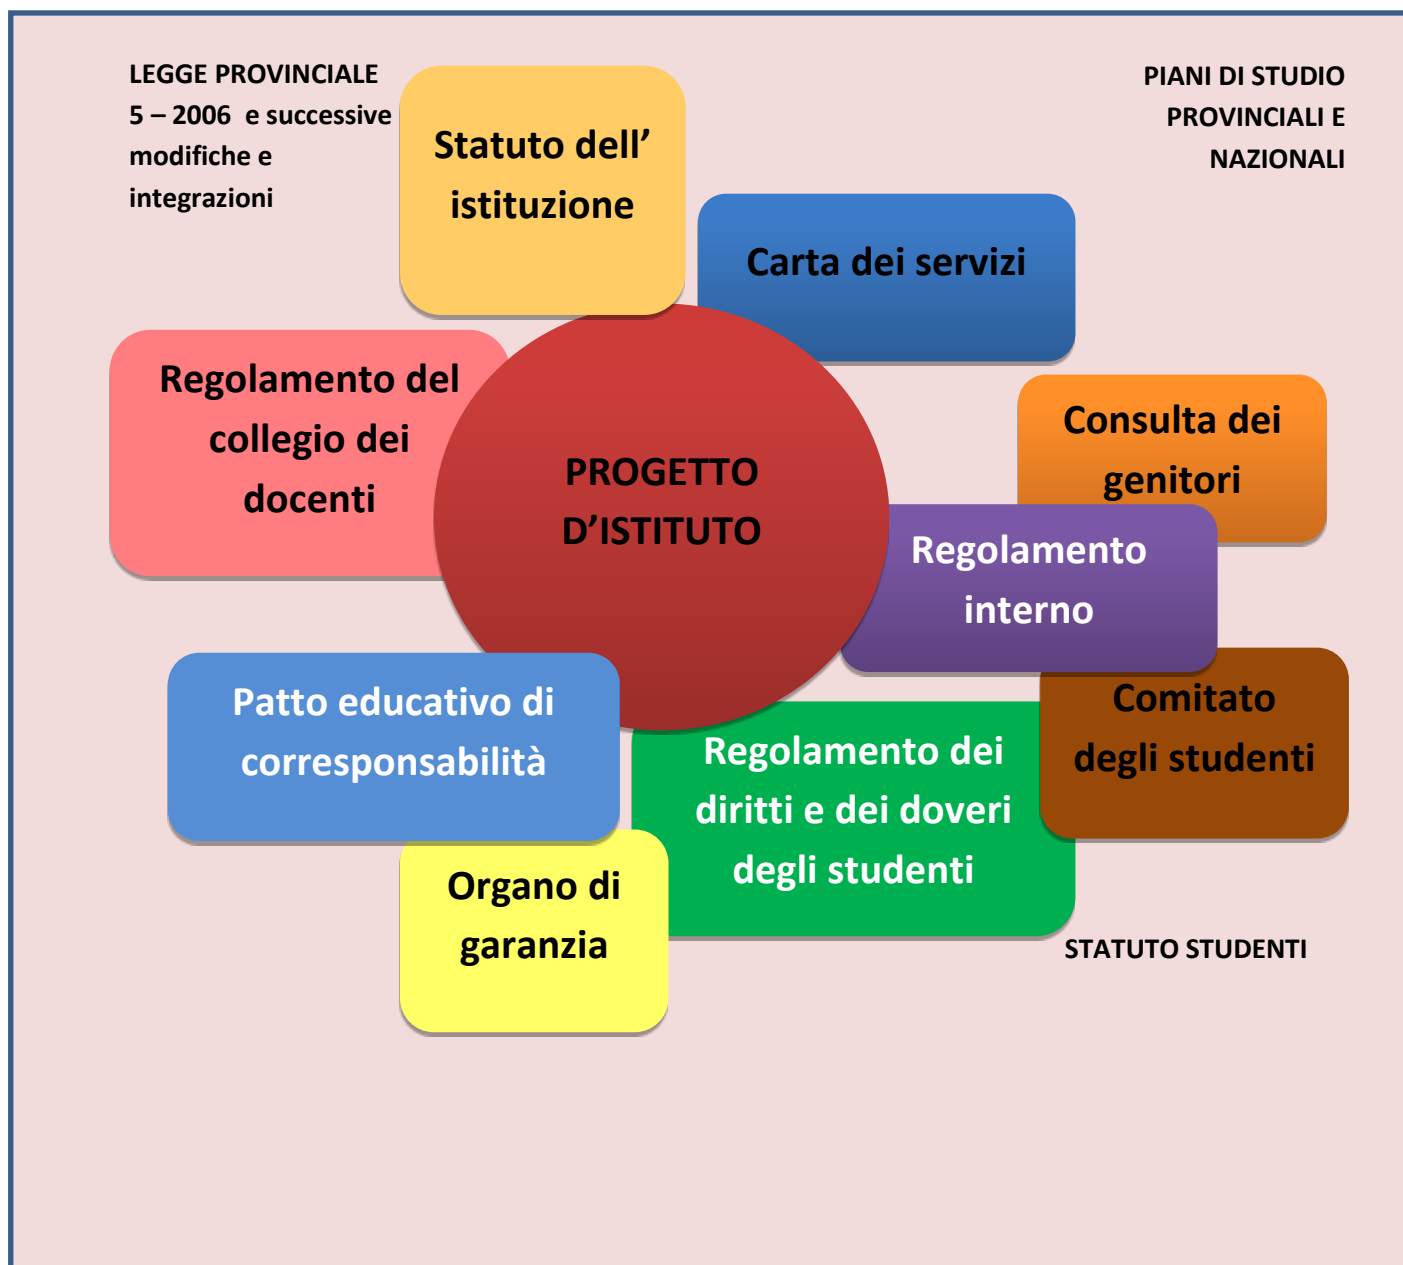 LEGGE PROVINCIALE
5 – 2006 e successive
modifiche e
integrazioni
PIANI DI STUDIO
PROVINCIALI E
NAZIONALI
Statuto dell’
istituzione
Carta dei servizi
Regolamento del
collegio dei
docenti
PROGETTO
D’ISTITUTO
Consulta dei
genitori
Regolamento
interno
Patto educativo di
corresponsabilità
Regolamento dei
diritti e dei doveri
degli studenti
Comitato
degli studenti
Organo di
garanzia
STATUTO STUDENTI